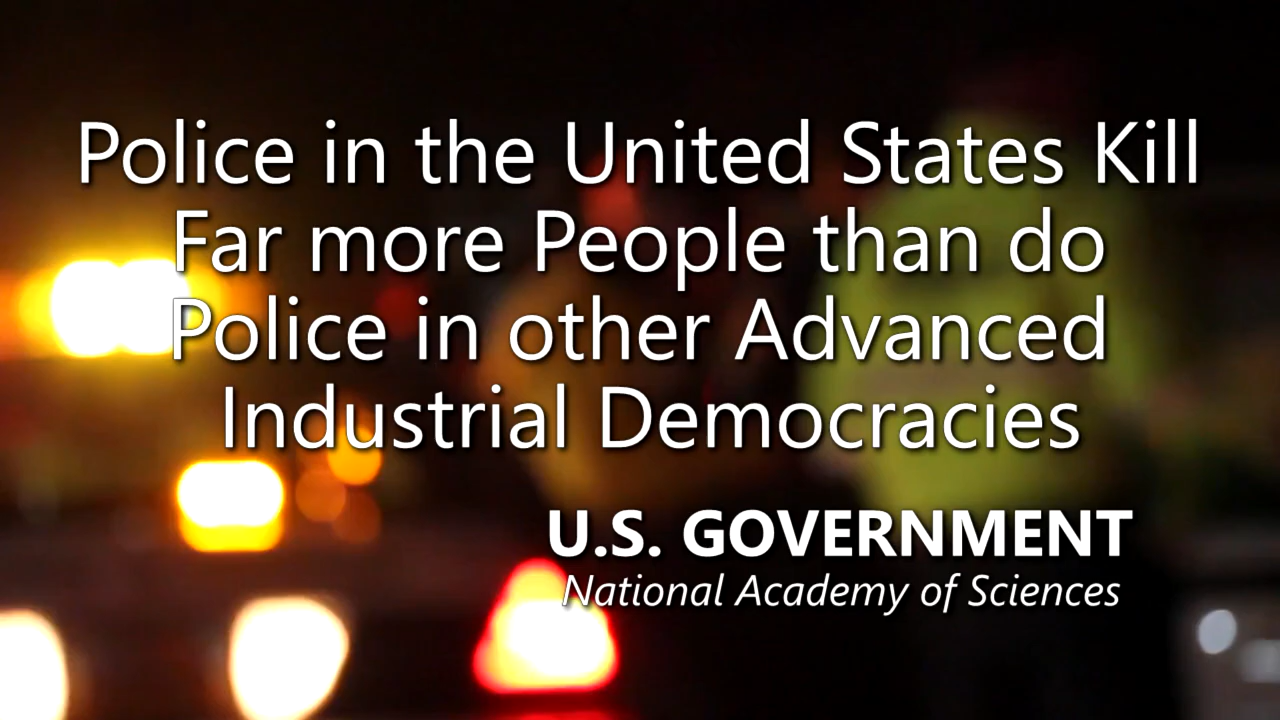 Police in the United States Kill
Far more People than do
Police in other Advanced
Industrial Democracies
U.S. GOVERNMENT
National Academy of Sciences